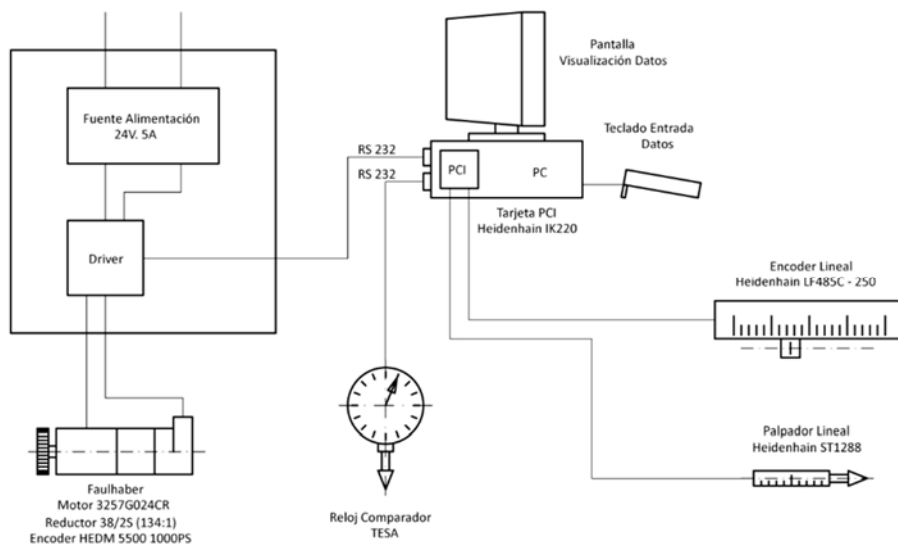 Pantalla
Visualización Datos
Fuente Alimentación
24V. 5A
Teclado Entrada
Datos
RS 232
RS 232
PCI
PC
Tarjeta PCI
Heidenhain IK220
Driver
Encoder Lineal
Heidenhain LF485C - 250
Palpador Lineal
Heidenhain ST1288
Faulhaber
Motor 3257G024CR
Reductor 38/2S (134:1)
Encoder HEDM 5500 1000PS
Reloj Comparador
TESA